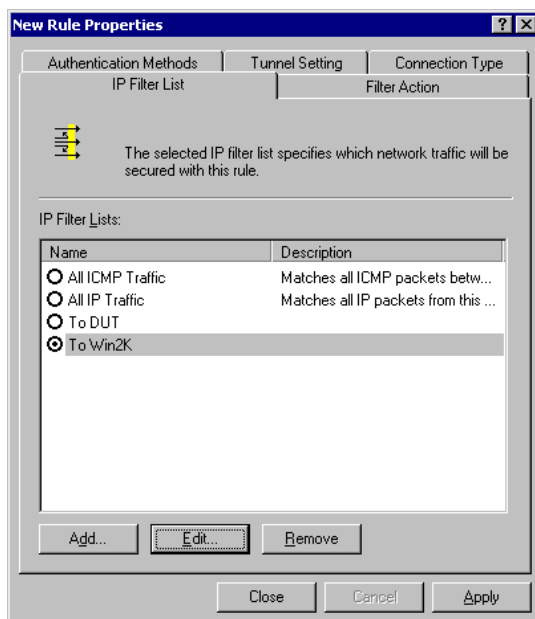 New Rule Properties
Authentication Methods Tunnel Setting Connection Type
IP Filter List Filter Action
The selected IP filter list specifies which network traffic will be
secured with this rule.
IP Filter Lists:
Name Description
All ICMP Traffic Matches all ICMP packets betw...
All IP Traffic Matches all IP packets from this ...
To DUT
To Win2K
Add... Edit... Remove
Close Cancel Apply